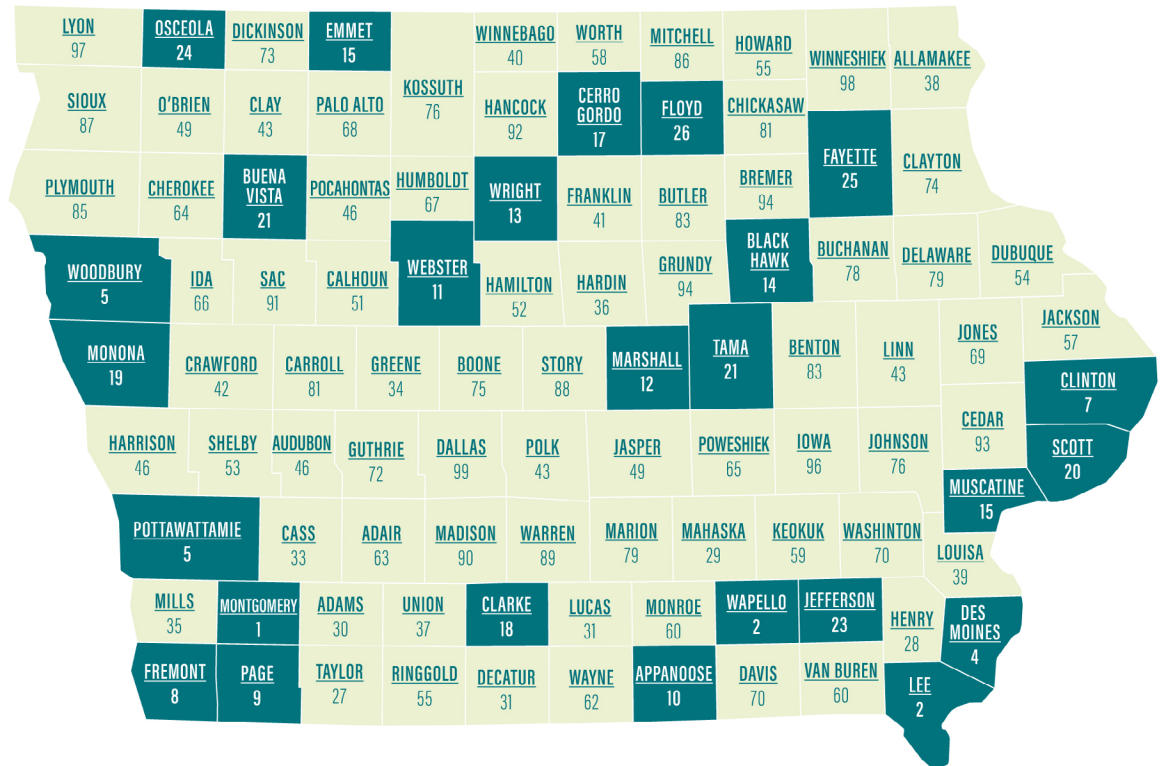 LYON
97
OSCEOLA
24
DICKINSON
73
EMMET
15
KOSSUTH
76
WINNEBAGO
40
WORTH
58
MITCHELL
86
HOWARD
55
WINNESHIEK
98
ALLAMAKEE
38
SIOUX
87
O'BRIEN
49
CLAY
43
PALO ALTO
68
HANCOCK
92
CERRO
GORDO
17
FLOYD
26
CHICKASAW
81
FAYETTE
25
CLAYTON
74
PLYMOUTH
85
CHEROKEE
64
BUENA
VISTA
21
POCAHONTAS
46
HUMBOLDT
67
WRIGHT
13
FRANKLIN
41
BUTLER
83
BREMER
94
WOODBURY
5
IDA
66
SAC
91
CALHOUN
51
WEBSTER
11
HAMILTON
52
HARDIN
36
GRUNDY
94
BLACK
HAWK
14
BUCHANAN
78
DELAWARE
79
DUBUQUE
54
MONONA
19
CRAWFORD
42
CARROLL
81
GREENE
34
BOONE
75
STORY
88
MARSHALL
12
TAMA
21
BENTON
83
LINN
43
JONES
69
JACKSON
57
CLINTON
7
HARRISON
46
SHELBY
53
AUDUBON
46
GUTHRIE
72
DALLAS
99
POLK
43
JASPER
49
POWESHIEK
65
IOWA
96
JOHNSON
76
CEDAR
93
SCOTT
20
MUSCATINE
15
POTTAWATTAMIE
5
CASS
33
ADAIR
63
MADISON
90
WARREN
89
MARION
79
MAHASKA
29
KEOKUK
59
WASHINTON
70
LOUISA
39
MILLS
35
MONTGOMERY
1
ADAMS
30
UNION
37
CLARKE
18
LUCAS
31
MONROE
60
WAPELLO
2
JEFFERSON
23
HENRY
28
DES
MOINES
4
FREMONT
8
PAGE
9
TAYLOR
27
RINGGOLD
55
DECATUR
31
WAYNE
62
APPANOOSE
10
DAVIS
70
VAN BUREN
60
LEE
2